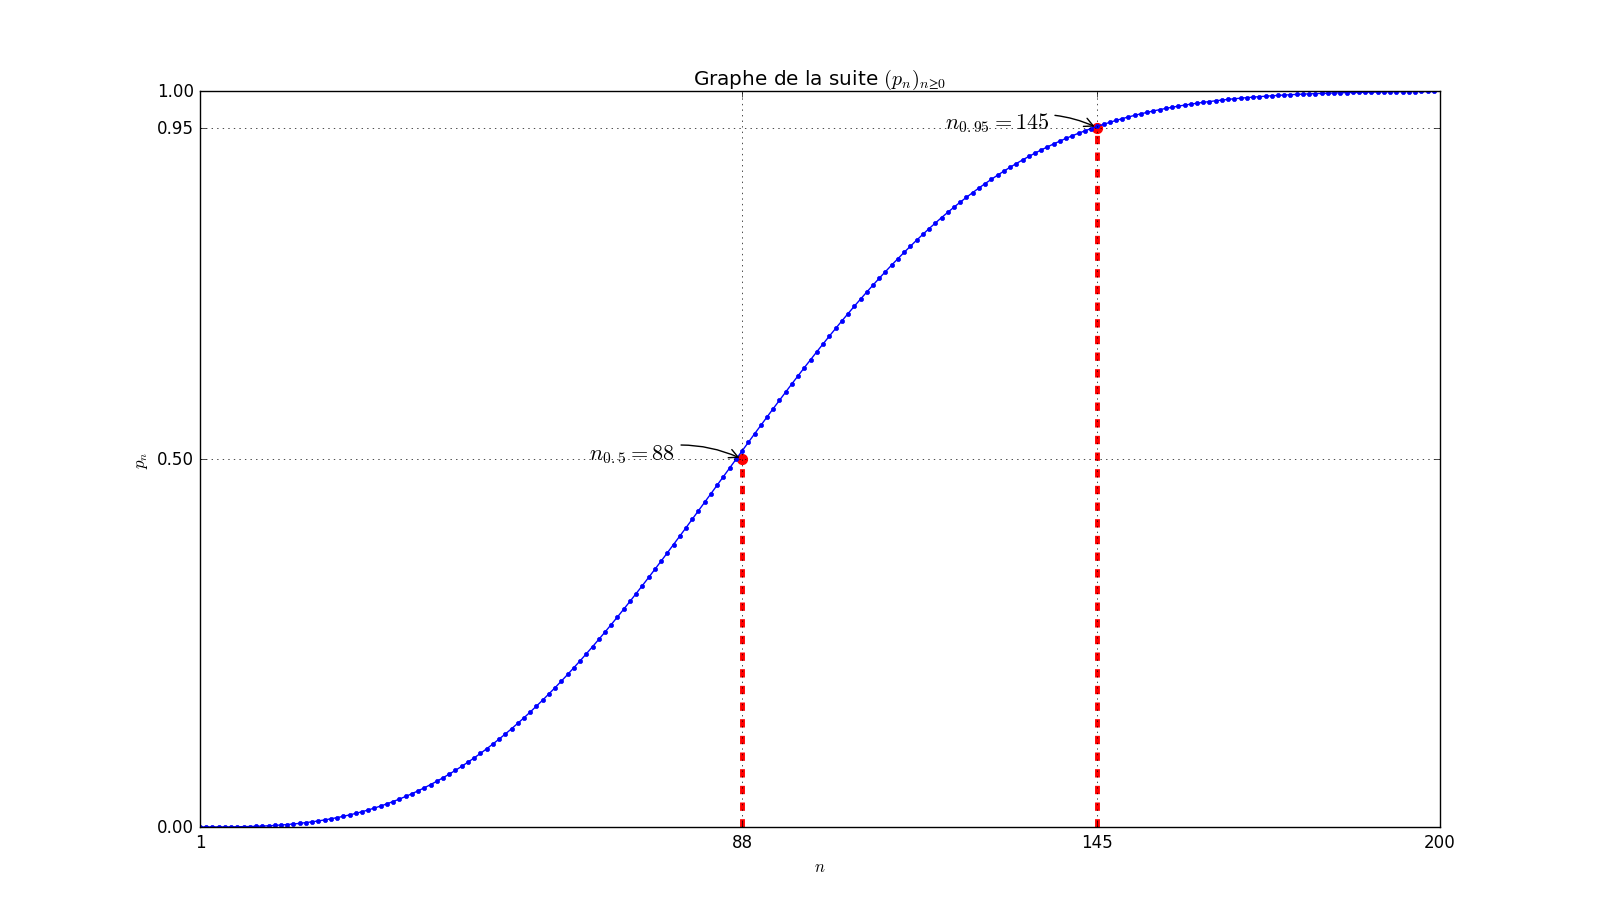 Graphe de la suite $(p_n)_{n \geq 0}$
1.00
0.95
$n_{0.95} = 145$
0.50
$n_{0.5} = 88$
$p_n$
0.00
1 88 145 200
$n$